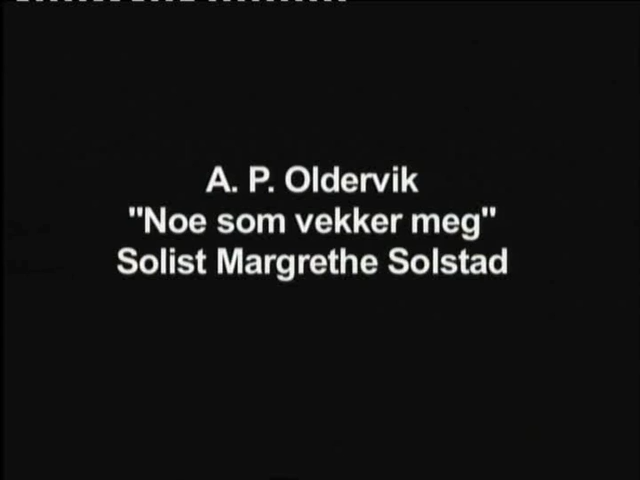 A. P. Oldervik
"Noe som vekker meg"
Solist Margrethe Solstad